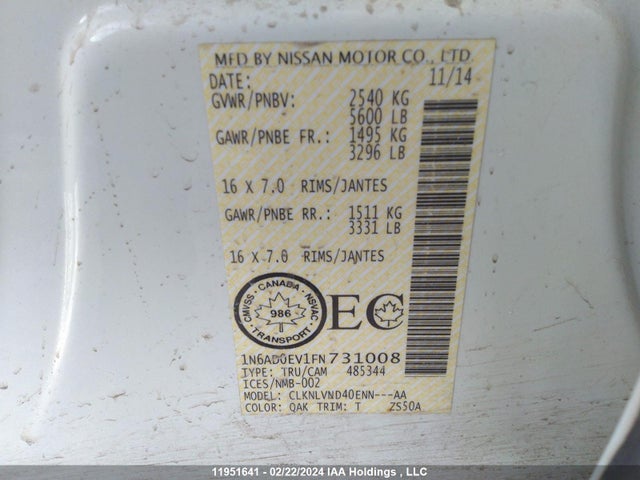 MFD BY NISSAN MOTOR CO., LTD.
DATE: 11/14
GVWR/PNBV: 2540 KG
5600 LB
GAWR/PNBE FR.: 1495 KG
3296 LB
16 X 7.0 RIMS/JANTES
GAWR/PNBE RR.: 1511 KG
3331 LB
16 X 7.0 RIMS/JANTES
CMVSS · CANADA · NSVAC
986
TRANSPORT
EC
1N6AD0EV1FN731008
TYPE: TRU/CAM 485344
ICES/NMB-002
MODEL: CLKNLVND40ENN---AA
COLOR: QAK TRIM: T ZS50A
11951641 - 02/22/2024 IAA Holdings , LLC